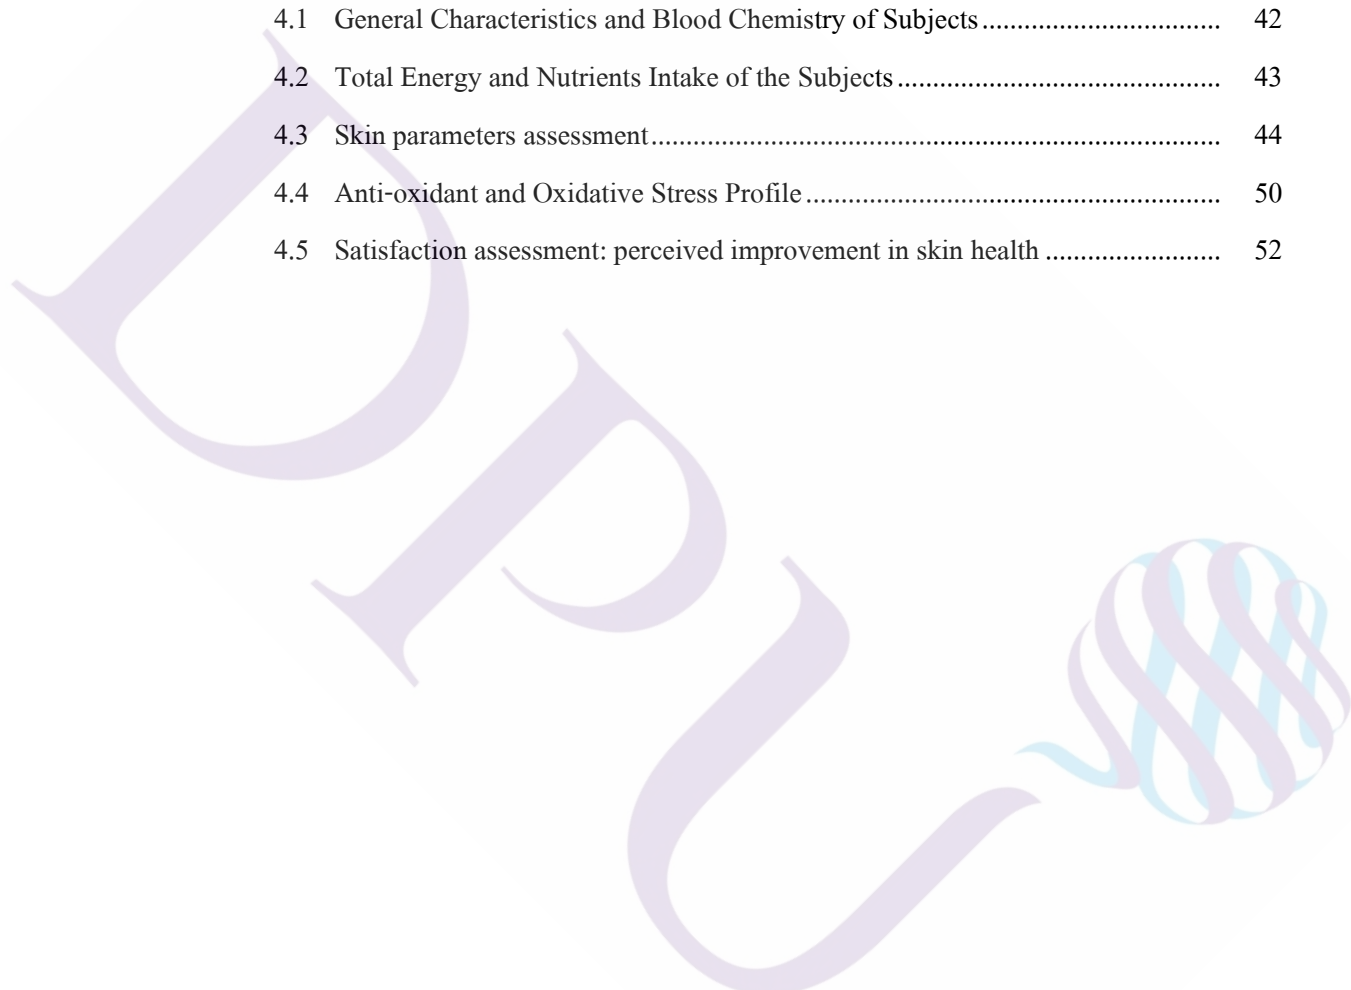 4.1 General Characteristics and Blood Chemistry of Subjects.................................. 42
4.2 Total Energy and Nutrients Intake of the Subjects.............................................. 43
4.3 Skin parameters assessment................................................................................. 44
4.4 Anti-oxidant and Oxidative Stress Profile........................................................... 50
4.5 Satisfaction assessment: perceived improvement in skin health......................... 52
DPU